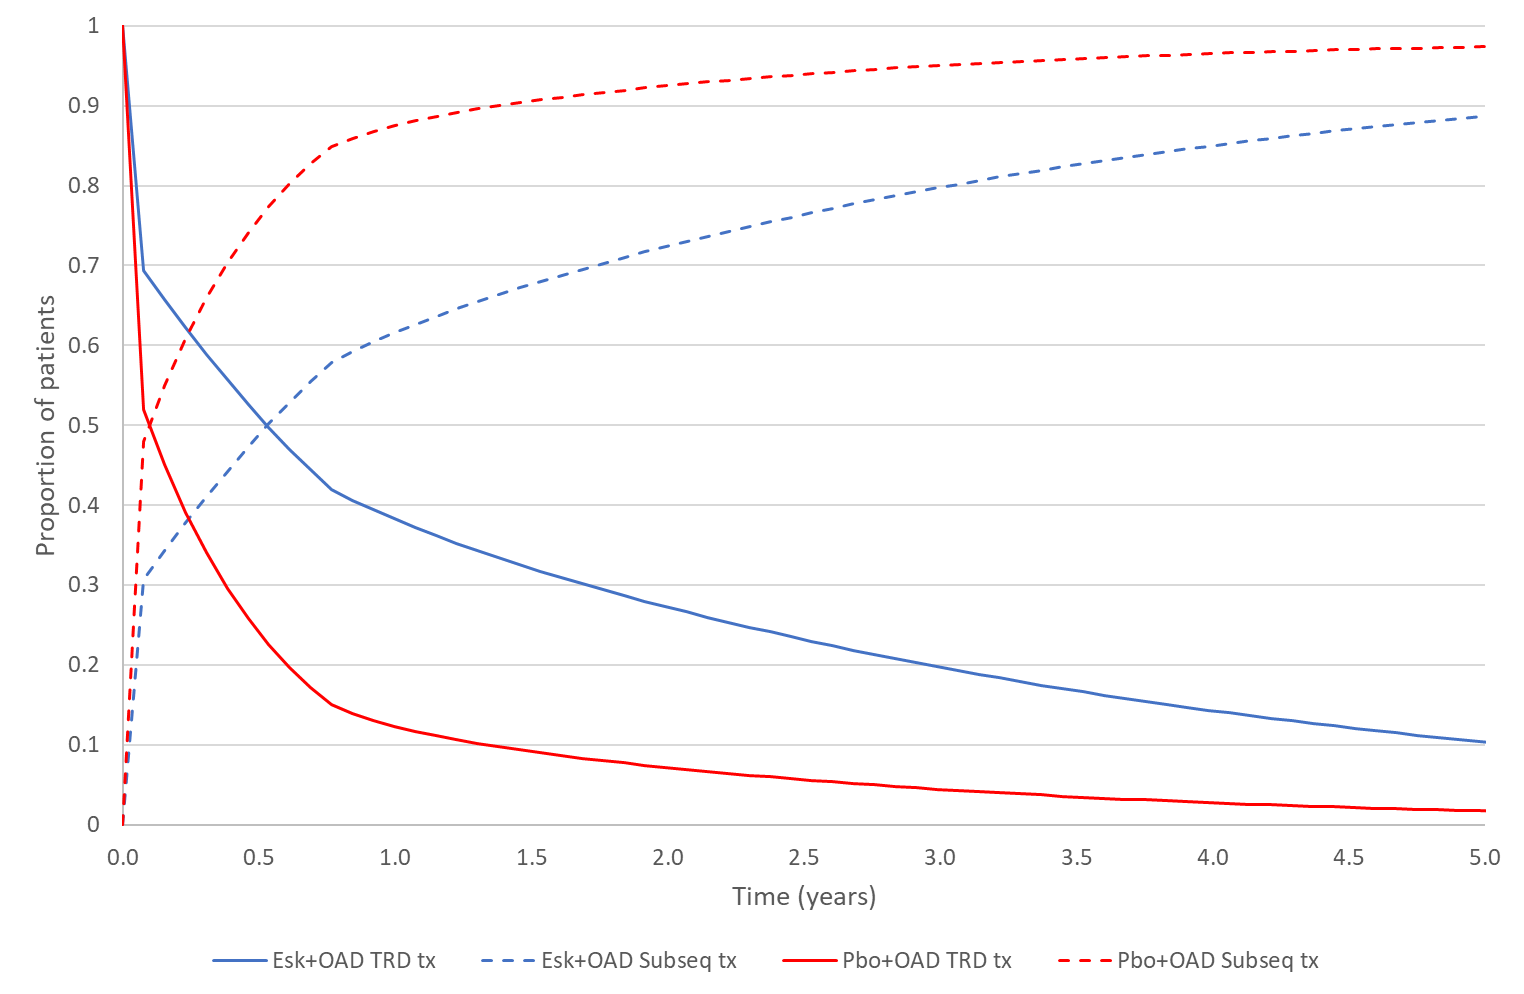 1
0.9
0.8
0.7
0.6
0.5
0.4
0.3
0.2
0.1
0
Proportion of patients
0.0 0.5 1.0 1.5 2.0 2.5 3.0 3.5 4.0 4.5 5.0
Time (years)
Esk+OAD TRD tx Esk+OAD Subseq tx Pbo+OAD TRD tx Pbo+OAD Subseq tx